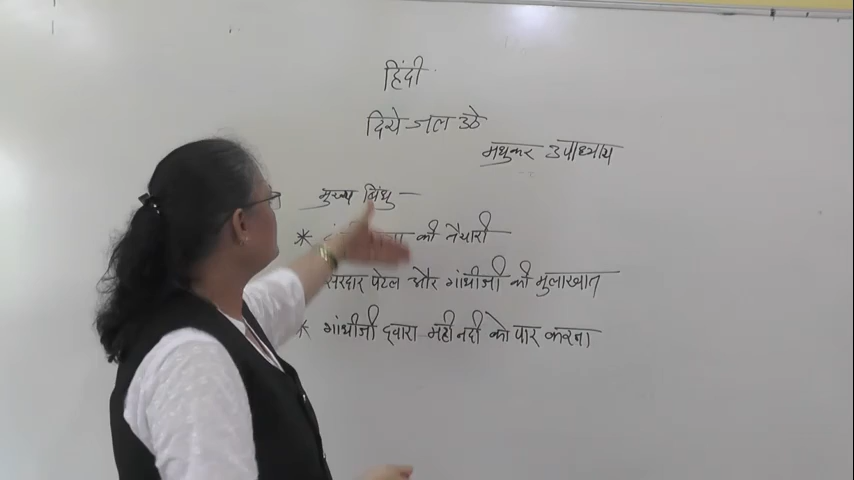 हिंदी
दिये जल उठे
मधुकर उपाध्याय
मुख्य बिंधु —
* की तैयारी
सरदार पटेल और गांधीजी की मुलाखात
* गांधीजी द्वारा मही नदी को पार करना